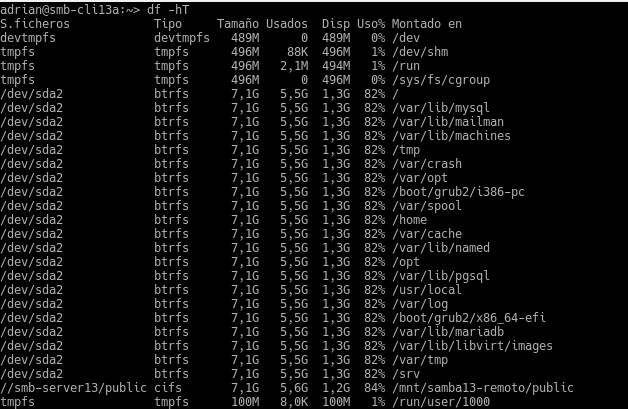 adrian@smb-cli13a:~> df -hT
S.ficheros Tipo Tamaño Usados Disp Uso% Montado en
devtmpfs devtmpfs 489M 0 489M 0% /dev
tmpfs tmpfs 496M 88K 496M 1% /dev/shm
tmpfs tmpfs 496M 2,1M 494M 1% /run
tmpfs tmpfs 496M 0 496M 0% /sys/fs/cgroup
/dev/sda2 btrfs 7,1G 5,5G 1,3G 82% /
/dev/sda2 btrfs 7,1G 5,5G 1,3G 82% /var/lib/mysql
/dev/sda2 btrfs 7,1G 5,5G 1,3G 82% /var/lib/mailman
/dev/sda2 btrfs 7,1G 5,5G 1,3G 82% /var/lib/machines
/dev/sda2 btrfs 7,1G 5,5G 1,3G 82% /tmp
/dev/sda2 btrfs 7,1G 5,5G 1,3G 82% /var/crash
/dev/sda2 btrfs 7,1G 5,5G 1,3G 82% /var/opt
/dev/sda2 btrfs 7,1G 5,5G 1,3G 82% /boot/grub2/i386-pc
/dev/sda2 btrfs 7,1G 5,5G 1,3G 82% /var/spool
/dev/sda2 btrfs 7,1G 5,5G 1,3G 82% /home
/dev/sda2 btrfs 7,1G 5,5G 1,3G 82% /var/cache
/dev/sda2 btrfs 7,1G 5,5G 1,3G 82% /var/lib/named
/dev/sda2 btrfs 7,1G 5,5G 1,3G 82% /opt
/dev/sda2 btrfs 7,1G 5,5G 1,3G 82% /var/lib/pgsql
/dev/sda2 btrfs 7,1G 5,5G 1,3G 82% /usr/local
/dev/sda2 btrfs 7,1G 5,5G 1,3G 82% /var/log
/dev/sda2 btrfs 7,1G 5,5G 1,3G 82% /boot/grub2/x86_64-efi
/dev/sda2 btrfs 7,1G 5,5G 1,3G 82% /var/lib/mariadb
/dev/sda2 btrfs 7,1G 5,5G 1,3G 82% /var/lib/libvirt/images
/dev/sda2 btrfs 7,1G 5,5G 1,3G 82% /var/tmp
/dev/sda2 btrfs 7,1G 5,5G 1,3G 82% /srv
//smb-server13/public cifs 7,1G 5,6G 1,2G 84% /mnt/samba13-remoto/public
tmpfs tmpfs 100M 8,0K 100M 1% /run/user/1000